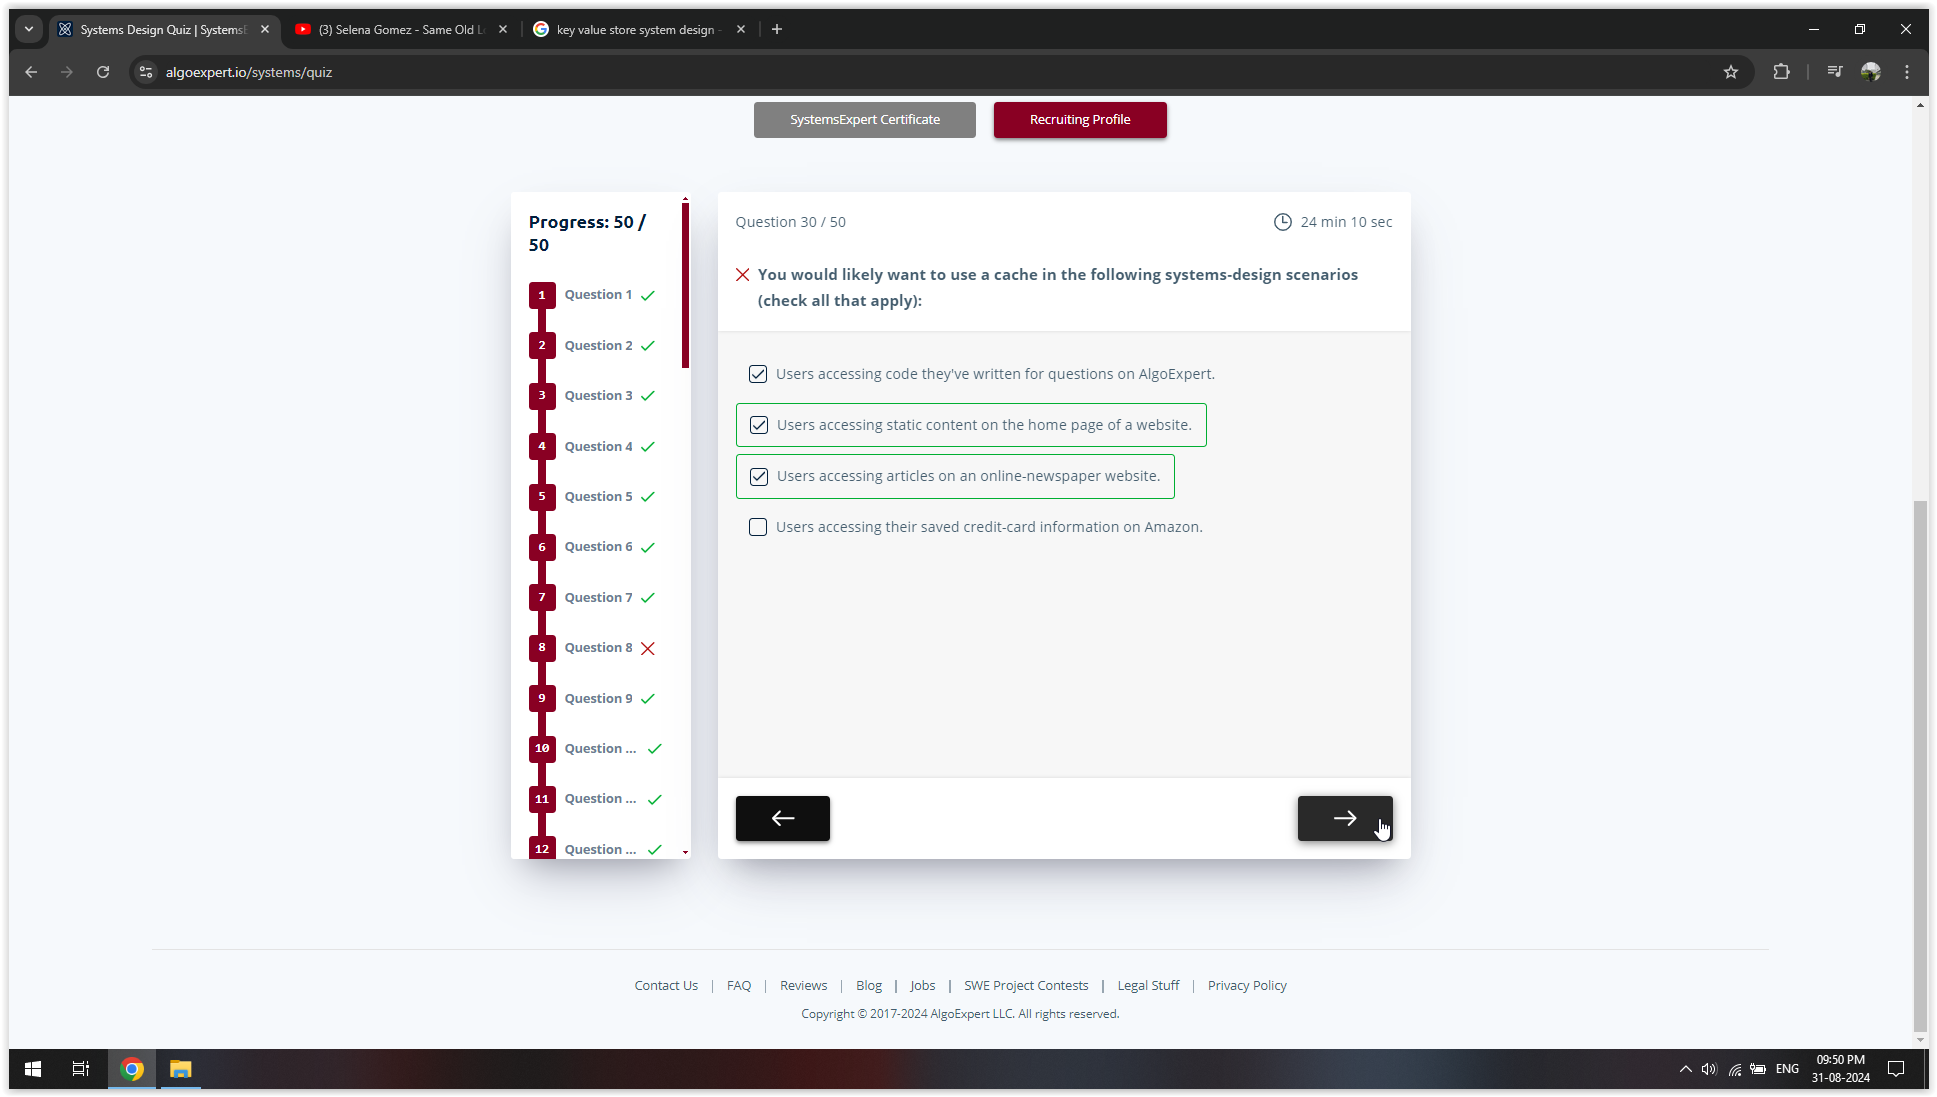 Systems Design Quiz | Systems
(3) Selena Gomez - Same Old L
key value store system design -
algoexpert.io/systems/quiz
SystemsExpert Certificate
Recruiting Profile
Progress: 50 /
50
1 Question 1
2 Question 2
3 Question 3
4 Question 4
5 Question 5
6 Question 6
7 Question 7
8 Question 8
9 Question 9
10 Question ...
11 Question ...
12 Question ...
Question 30 / 50
24 min 10 sec
You would likely want to use a cache in the following systems-design scenarios
(check all that apply):
Users accessing code they've written for questions on AlgoExpert.
Users accessing static content on the home page of a website.
Users accessing articles on an online-newspaper website.
Users accessing their saved credit-card information on Amazon.
Contact Us | FAQ | Reviews | Blog | Jobs | SWE Project Contests | Legal Stuff | Privacy Policy
Copyright © 2017-2024 AlgoExpert LLC. All rights reserved.
ENG
09:50 PM
31-08-2024